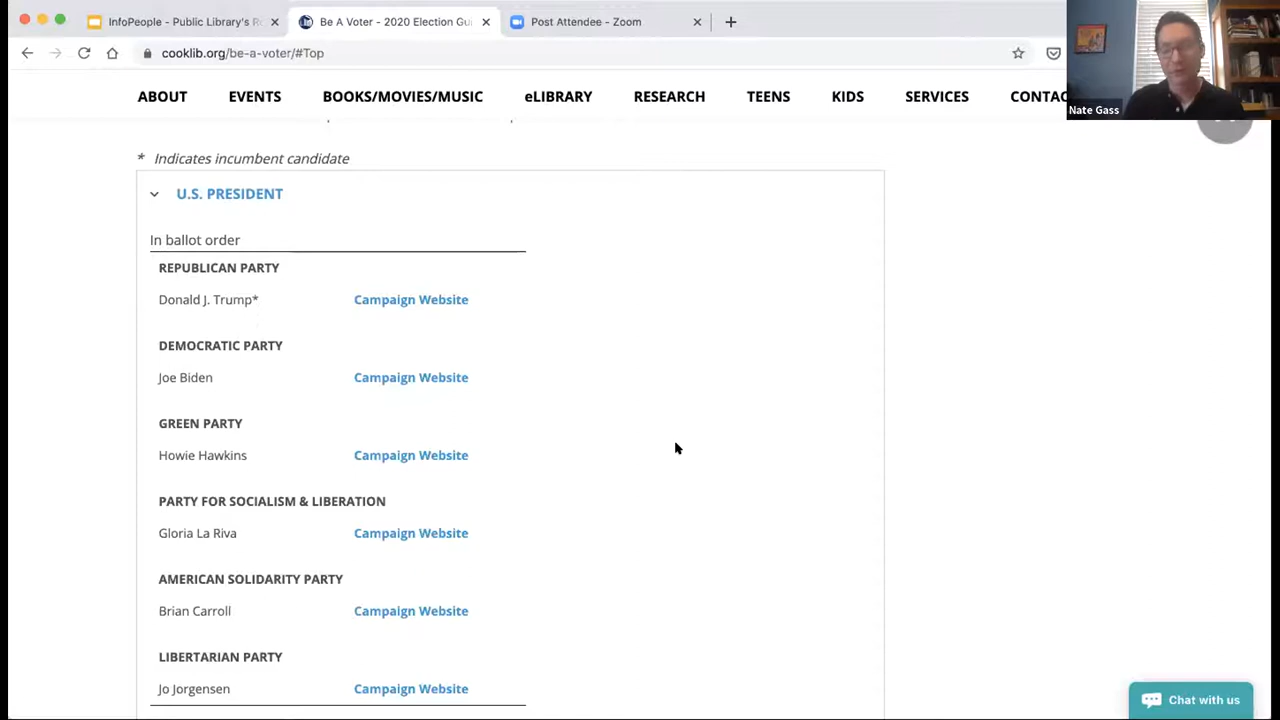 InfoPeople - Public Library's Ro
Be A Voter - 2020 Election Gui
Post Attendee - Zoom
cooklib.org/be-a-voter/#Top
Nate Gass
ABOUT EVENTS BOOKS/MOVIES/MUSIC eLIBRARY RESEARCH TEENS KIDS SERVICES CONTAC
* Indicates incumbent candidate
U.S. PRESIDENT
In ballot order
REPUBLICAN PARTY
Donald J. Trump* Campaign Website
DEMOCRATIC PARTY
Joe Biden Campaign Website
GREEN PARTY
Howie Hawkins Campaign Website
PARTY FOR SOCIALISM & LIBERATION
Gloria La Riva Campaign Website
AMERICAN SOLIDARITY PARTY
Brian Carroll Campaign Website
LIBERTARIAN PARTY
Jo Jorgensen Campaign Website
Chat with us